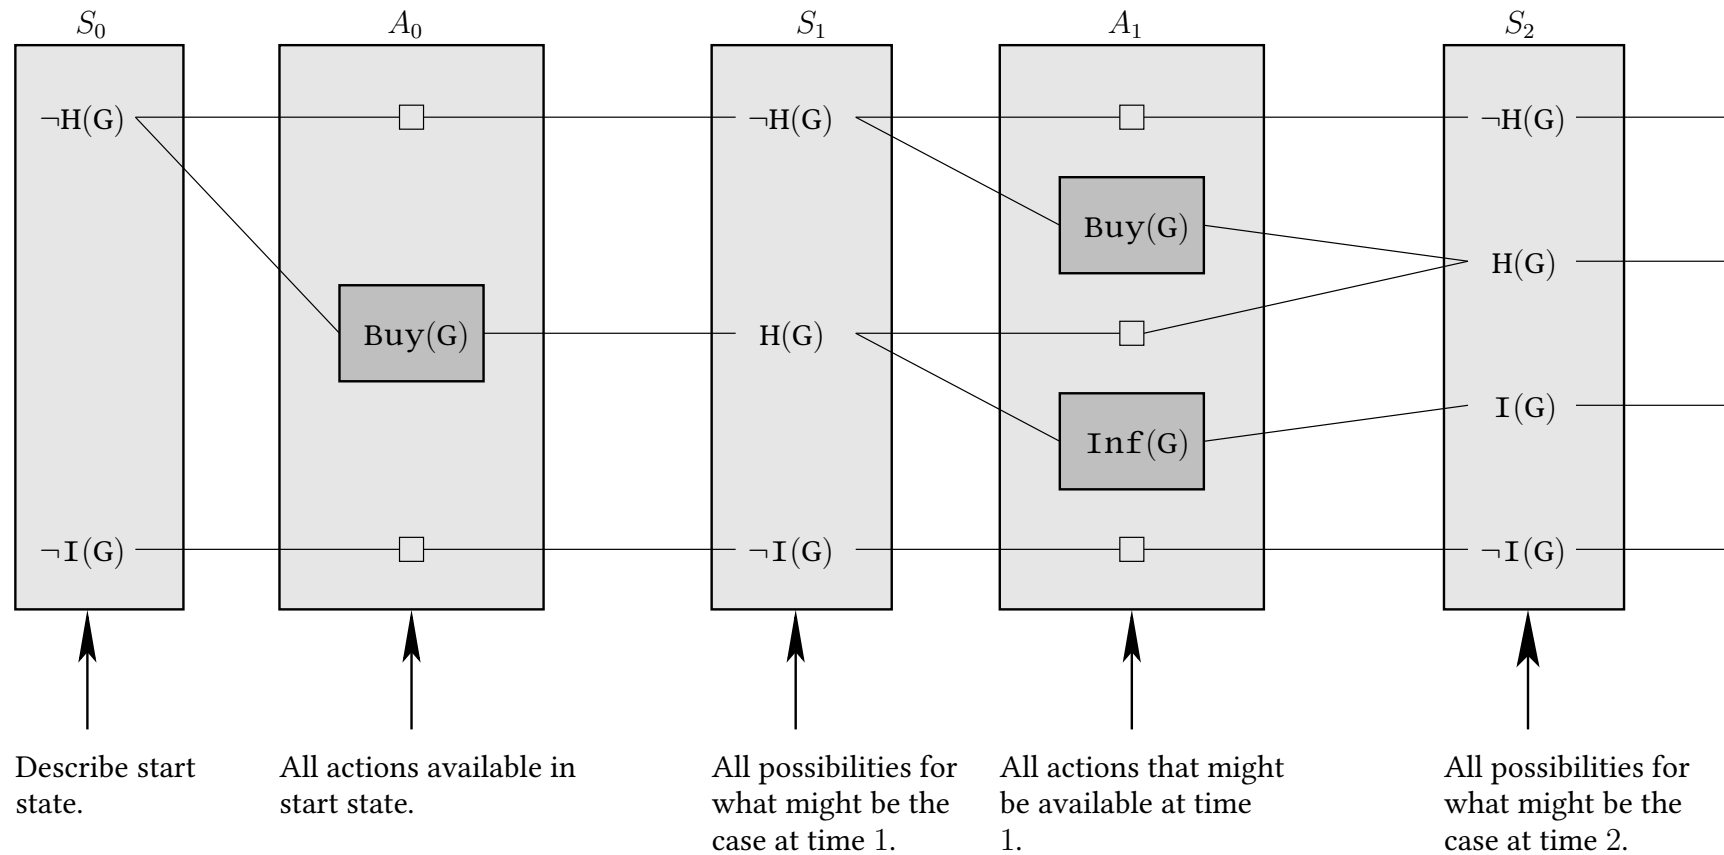 S₀
A₀
S₁
A₁
S₂
¬H(G)
¬H(G)
¬H(G)
Buy(G)
H(G)
Buy(G)
H(G)
I(G)
Inf(G)
¬I(G)
¬I(G)
¬I(G)
Describe start
state.
All actions available in
start state.
All possibilities for
what might be the
case at time 1.
All actions that might
be available at time
1.
All possibilities for
what might be the
case at time 2.